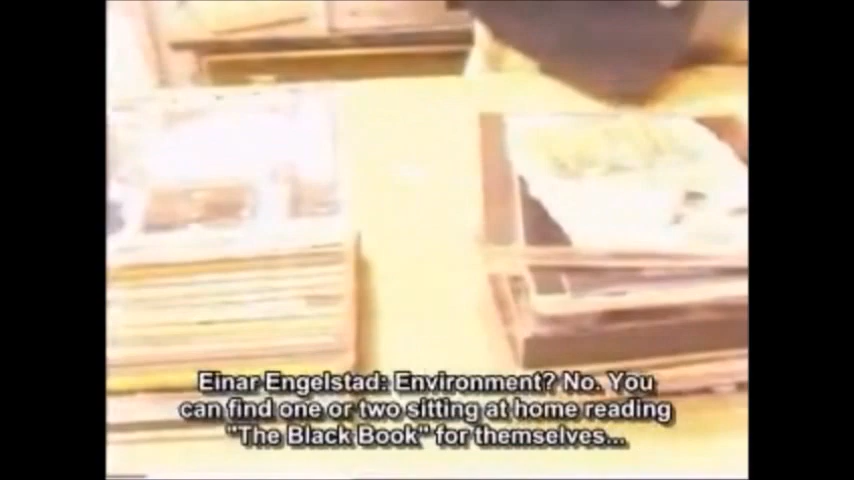 Einar Engelstad: Environment? No. You
can find one or two sitting at home reading
"The Black Book" for themselves...